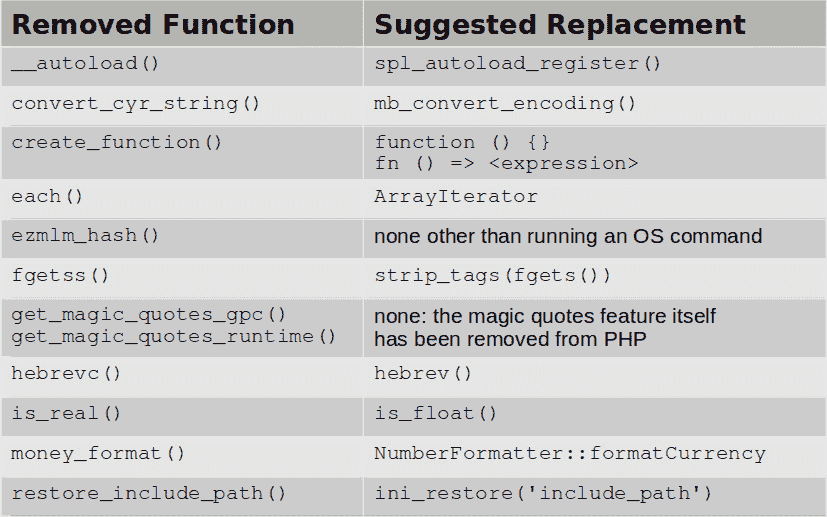 Removed Function Suggested Replacement
__autoload() spl_autoload_register()
convert_cyr_string() mb_convert_encoding()
create_function() function () {}
fn () => <expression>
each() ArrayIterator
ezmlm_hash() none other than running an OS command
fgetss() strip_tags(fgets())
get_magic_quotes_gpc() none: the magic quotes feature itself
get_magic_quotes_runtime() has been removed from PHP
hebrevc() hebrev()
is_real() is_float()
money_format() NumberFormatter::formatCurrency
restore_include_path() ini_restore('include_path')